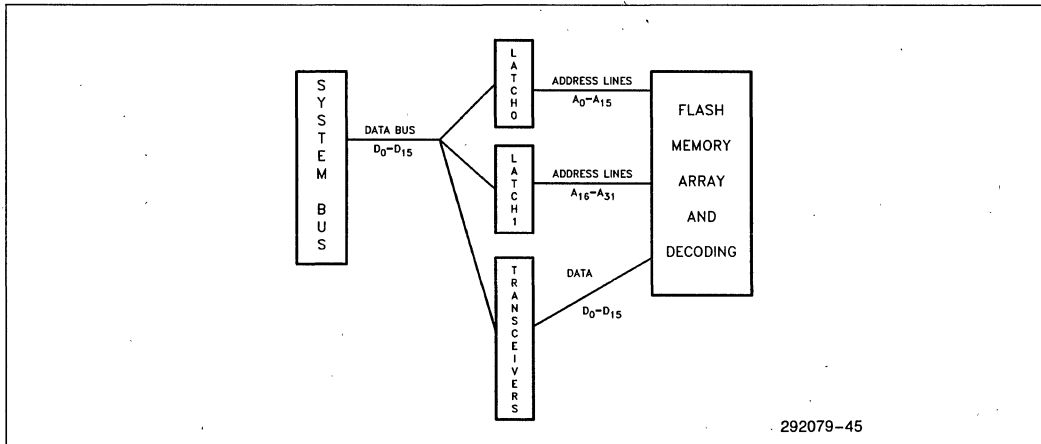 SYSTEM BUS
DATA BUS
D0–D15
LATCH0
ADDRESS LINES
A0–A15
LATCH1
ADDRESS LINES
A16–A31
TRANSCEIVERS
DATA
D0–D15
FLASH
MEMORY
ARRAY
AND
DECODING
292079–45